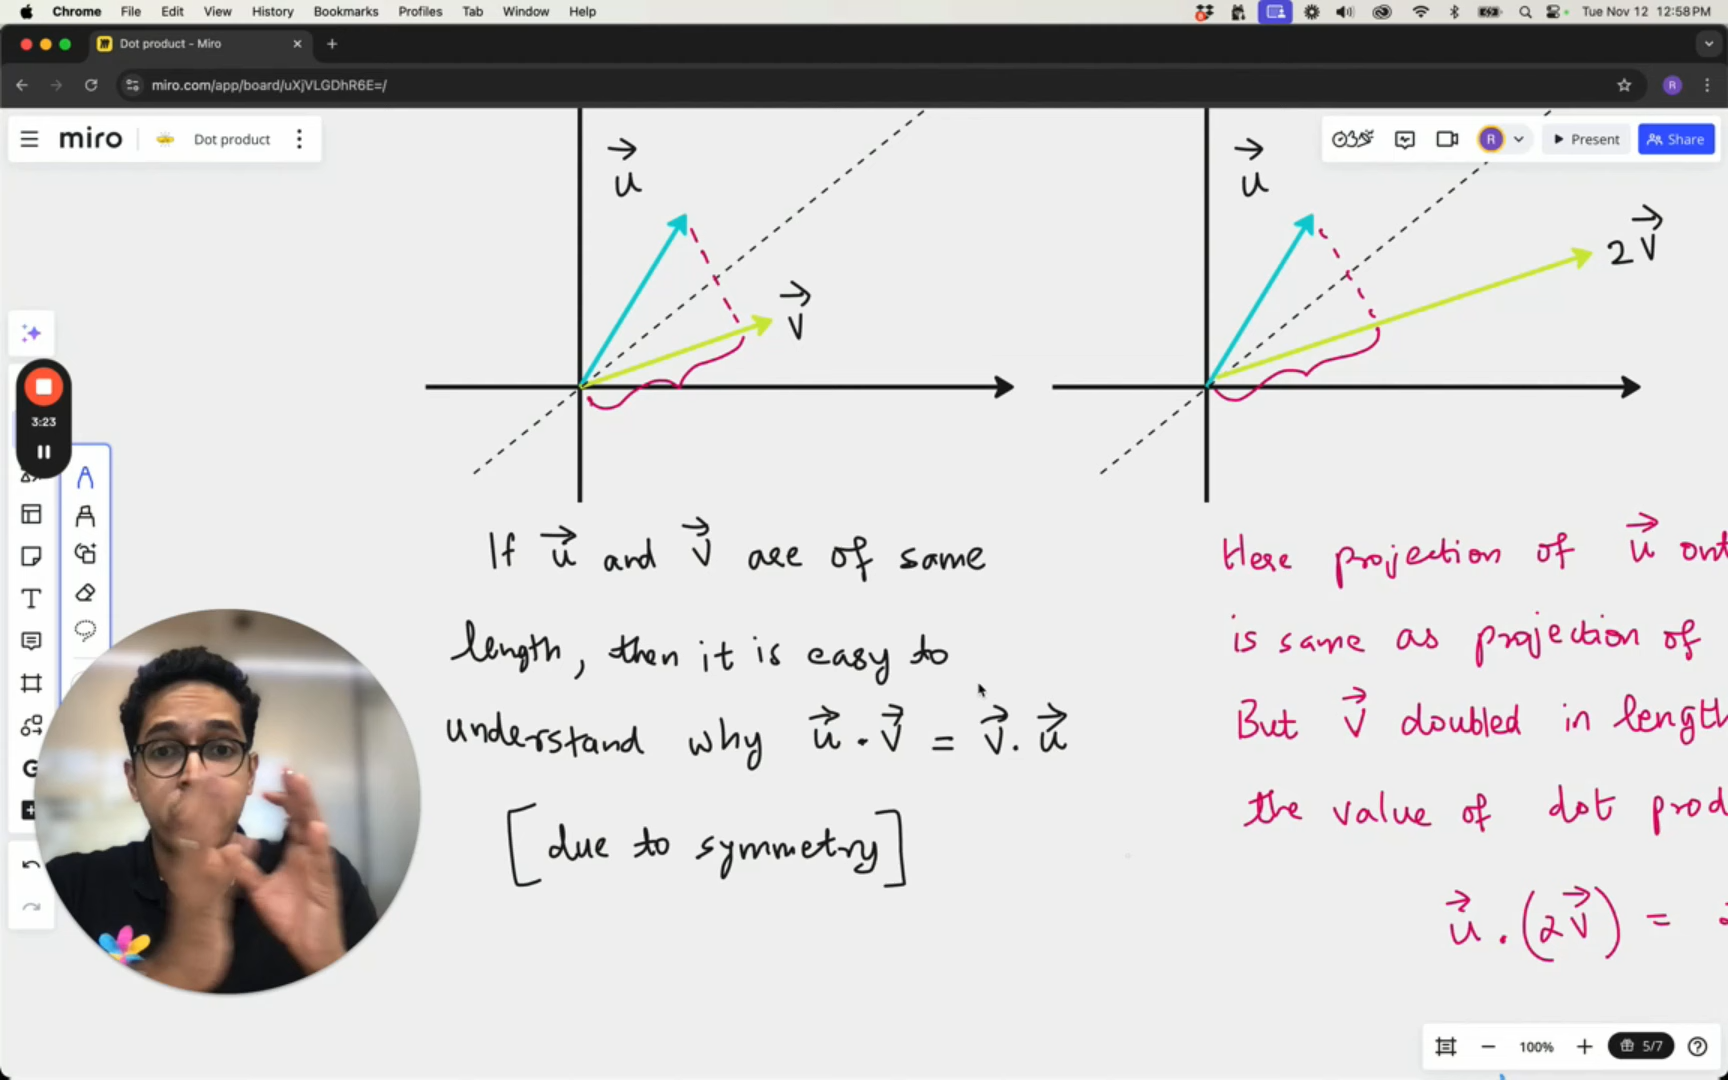 Chrome File Edit View History Bookmarks Profiles Tab Window Help
Tue Nov 12 12:58 PM
Dot product - Miro
miro.com/app/board/uXjVLGDhR6E=/
R
miro Dot product
R Present Share
u
v
u
2 v
3:23
If u and v are of same
length, then it is easy to
understand why u . v = v . u
[due to symmetry]
Here projection of u ont
is same as projection of
But v doubled in length
the value of dot prod
u . (2v) =
T
G
100% 5/7